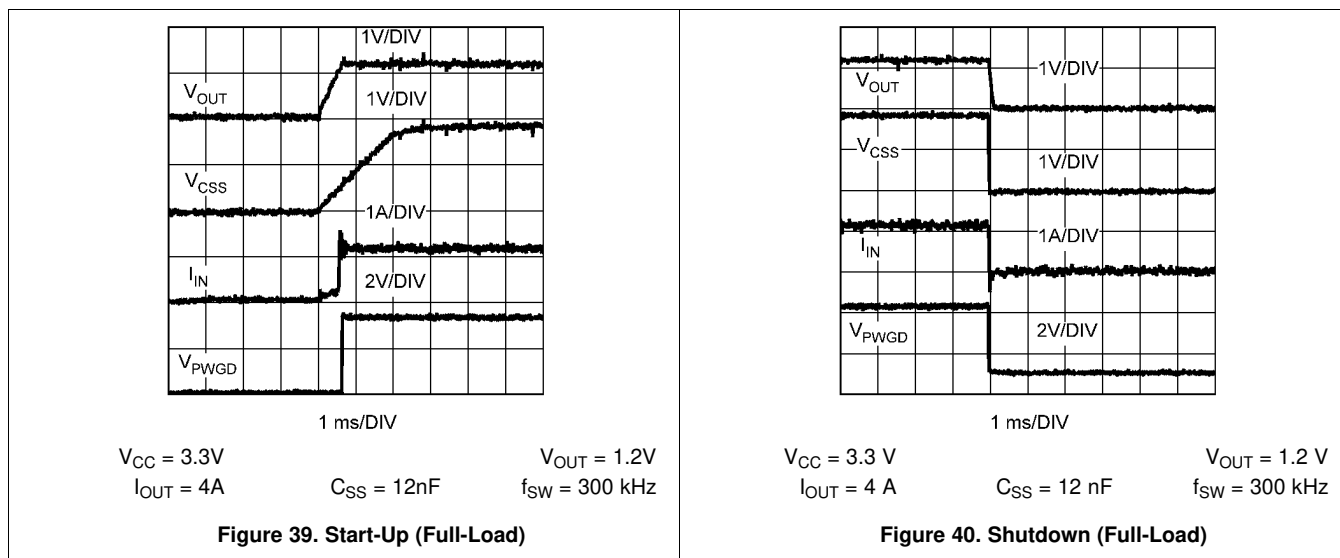 1V/DIV
V_OUT
1V/DIV
V_CSS
1A/DIV
I_IN
2V/DIV
V_PWGD
1 ms/DIV
V_CC = 3.3V V_OUT = 1.2V
I_OUT = 4A C_SS = 12nF f_SW = 300 kHz
Figure 39. Start-Up (Full-Load)
1V/DIV
V_OUT
V_CSS
1V/DIV
1A/DIV
I_IN
V_PWGD
2V/DIV
1 ms/DIV
V_CC = 3.3 V V_OUT = 1.2 V
I_OUT = 4 A C_SS = 12 nF f_SW = 300 kHz
Figure 40. Shutdown (Full-Load)